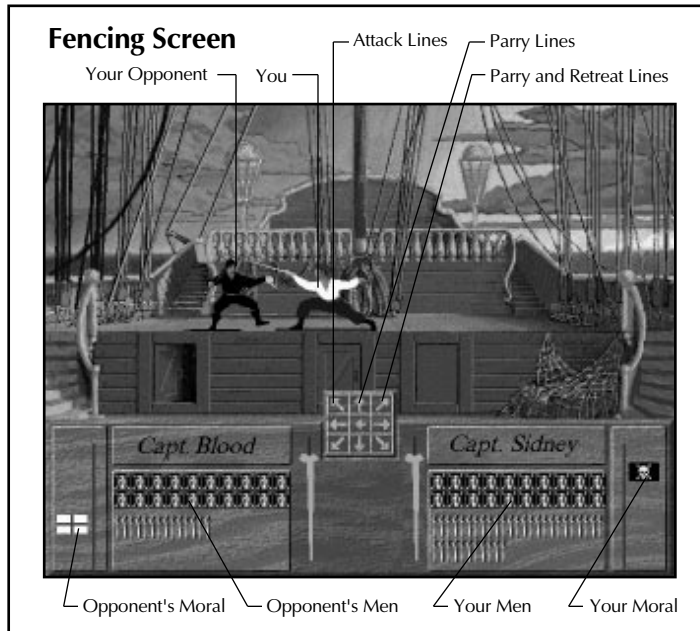 Fencing Screen
Attack Lines
Parry Lines
Your Opponent
You
Parry and Retreat Lines
Capt. Blood
Capt. Sidney
Opponent's Moral
Opponent's Men
Your Men
Your Moral